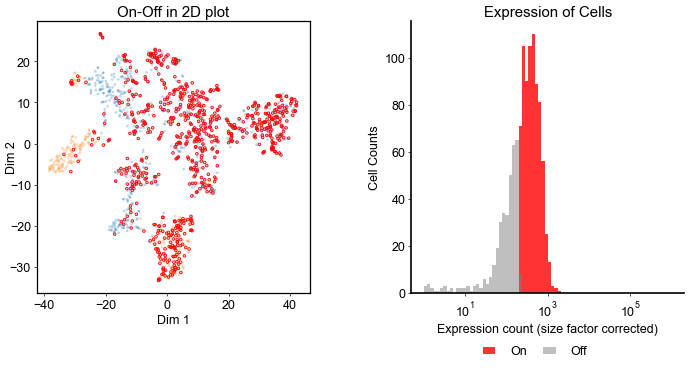 On-Off in 2D plot
Dim 2
20
10
0
−10
−20
−30
−40
−20
0
20
40
Dim 1
Expression of Cells
Cell Counts
100
80
60
40
20
0
10^1
10^3
10^5
Expression count (size factor corrected)
On
Off